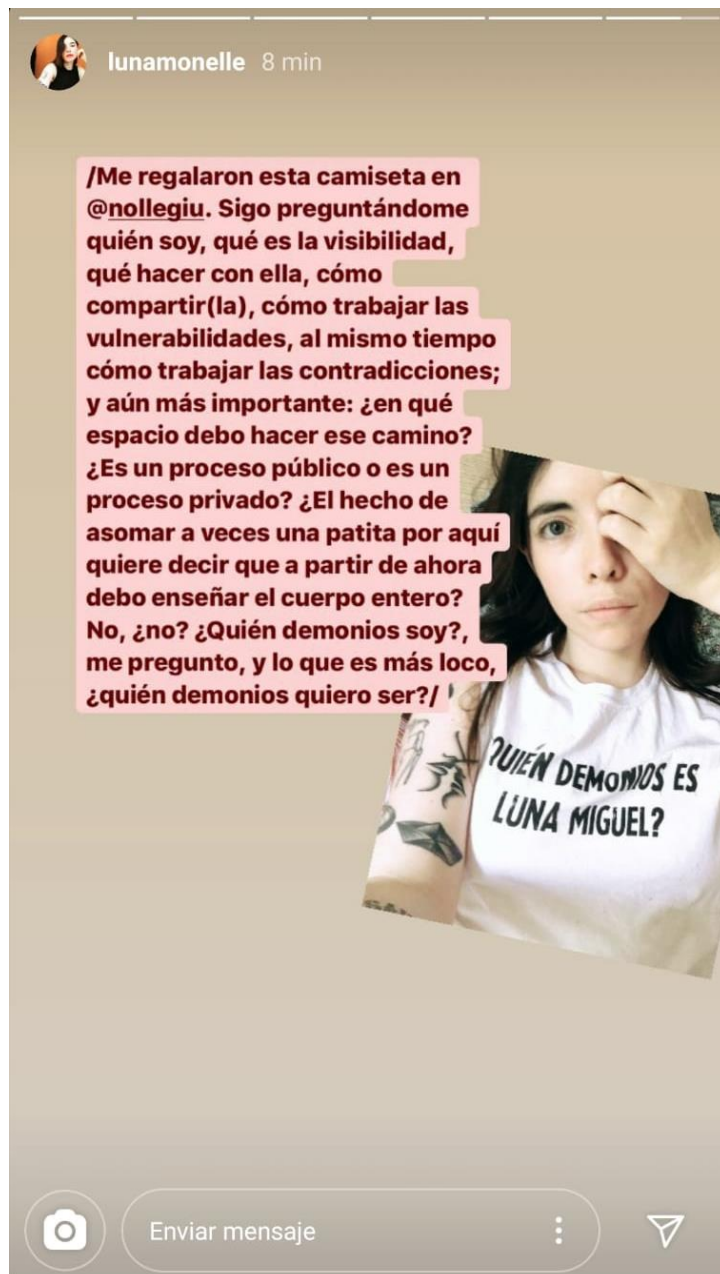 lunamonelle 8 min
/Me regalaron esta camiseta en
@nollegiu. Sigo preguntándome
quién soy, qué es la visibilidad,
qué hacer con ella, cómo
compartir(la), cómo trabajar las
vulnerabilidades, al mismo tiempo
cómo trabajar las contradicciones;
y aún más importante: ¿en qué
espacio debo hacer ese camino?
¿Es un proceso público o es un
proceso privado? ¿El hecho de
asomar a veces una patita por aquí
quiere decir que a partir de ahora
debo enseñar el cuerpo entero?
No, ¿no? ¿Quién demonios soy?,
me pregunto, y lo que es más loco,
¿quién demonios quiero ser?/
QUIÉN DEMONIOS ES
LUNA MIGUEL?
Enviar mensaje